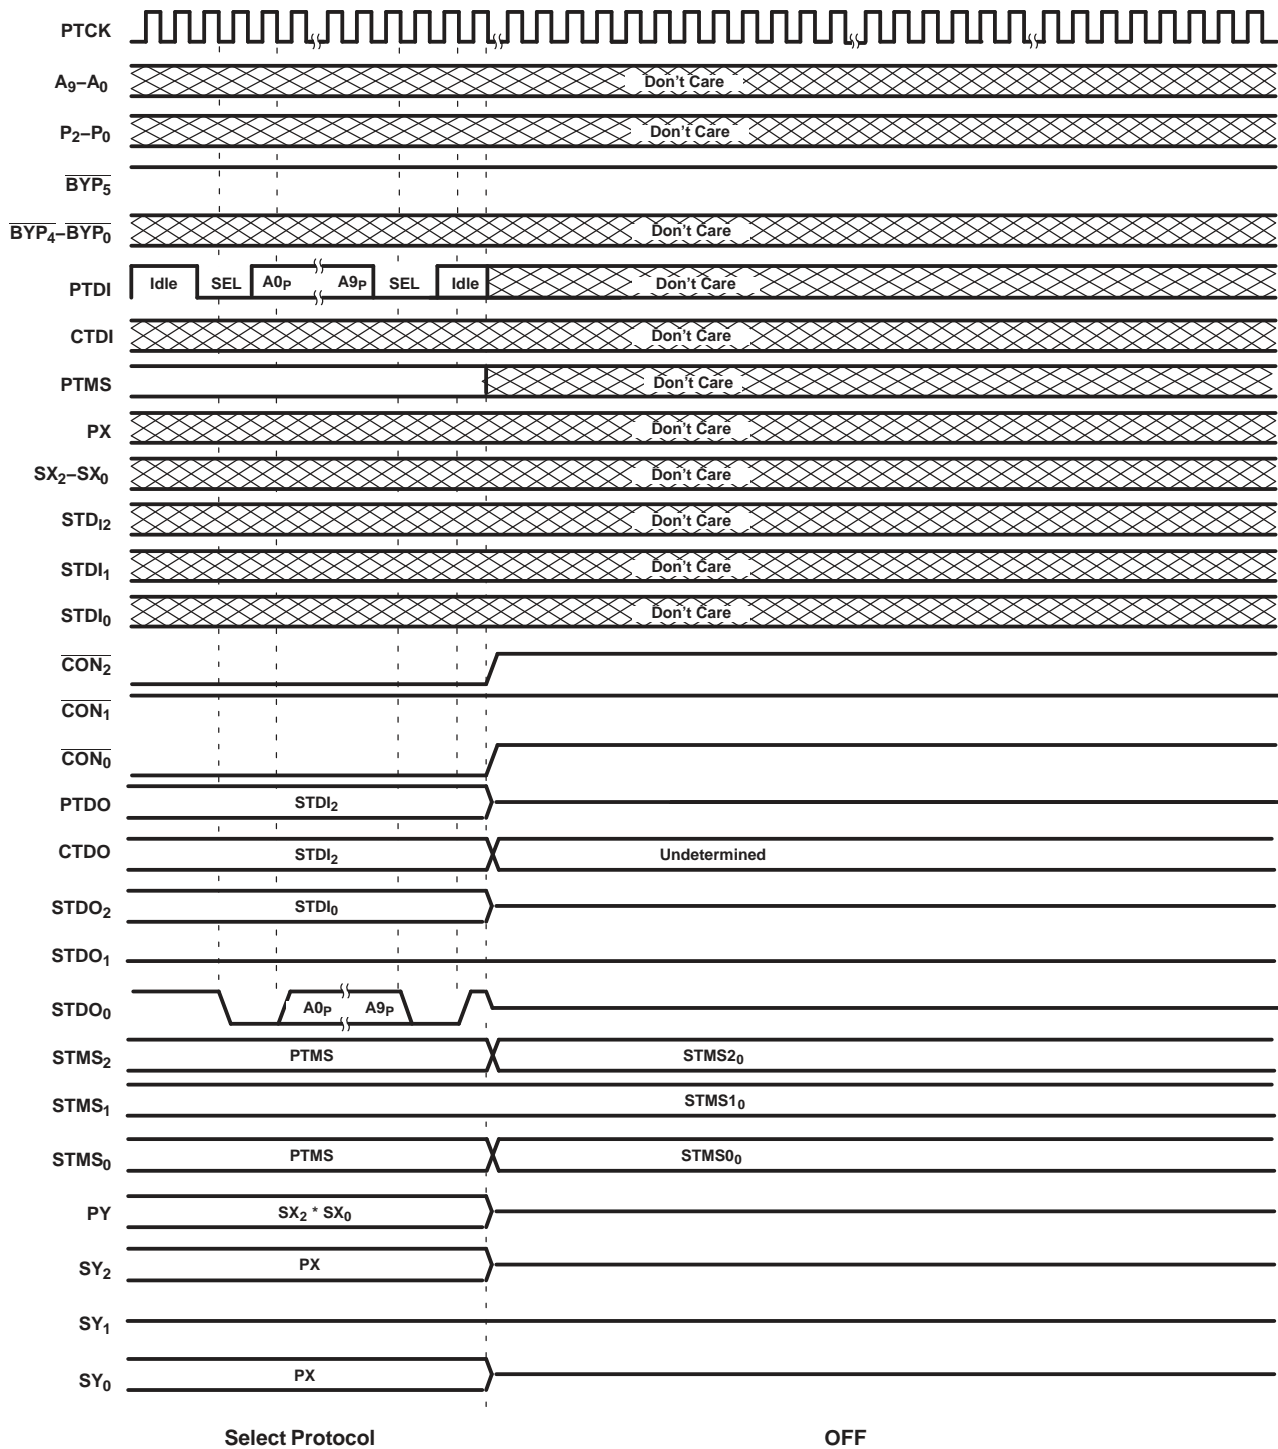 PTCK
A9–A0 Don't Care
P2–P0 Don't Care
BYP5
BYP4–BYP0 Don't Care
PTDI Idle SEL A0P A9P SEL Idle Don't Care
CTDI Don't Care
PTMS Don't Care
PX Don't Care
SX2–SX0 Don't Care
STDI2 Don't Care
STDI1 Don't Care
STDI0 Don't Care
CON2
CON1
CON0
PTDO STDI2
CTDO STDI2 Undetermined
STDO2 STDI0
STDO1
STDO0 A0P A9P
STMS2 PTMS STMS20
STMS1 STMS10
STMS0 PTMS STMS00
PY SX2 * SX0
SY2 PX
SY1
SY0 PX
Select Protocol OFF